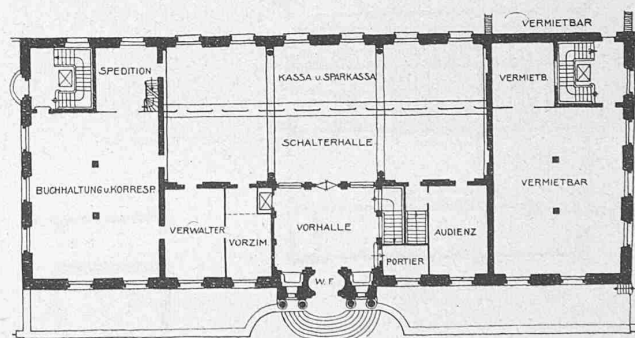 VERMIETBAR
SPEDITION
KASSA U. SPARKASSA
VERMIETB.
SCHALTERHALLE
BUCHHALTUNG U. KORRESP.
VERMIETBAR
VERWALTER
VORZIM.
VORHALLE
AUDIENZ
PORTIER
W. F.